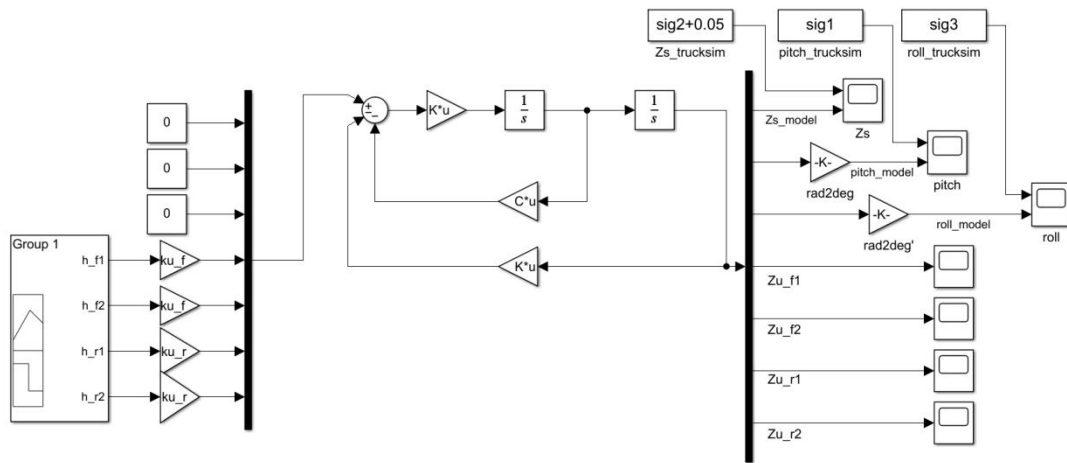 sig2+0.05
Zs_trucksim
sig1
pitch_trucksim
sig3
roll_trucksim
0
0
0
+
−
−
K*u
1
s
1
s
C*u
K*u
Zs_model
Zs
-K-
rad2deg
pitch_model
pitch
-K-
rad2deg'
roll_model
roll
Group 1
h_f1
h_f2
h_r1
h_r2
ku_f
ku_f
ku_r
ku_r
Zu_f1
Zu_f2
Zu_r1
Zu_r2